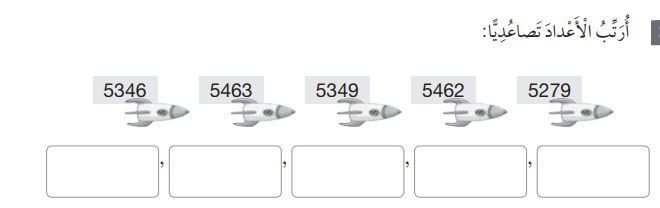 أُرَتِّبُ الْأَعْدادَ تَصاعُدِيًّا:
5346 5463 5349 5462 5279
, , , ,